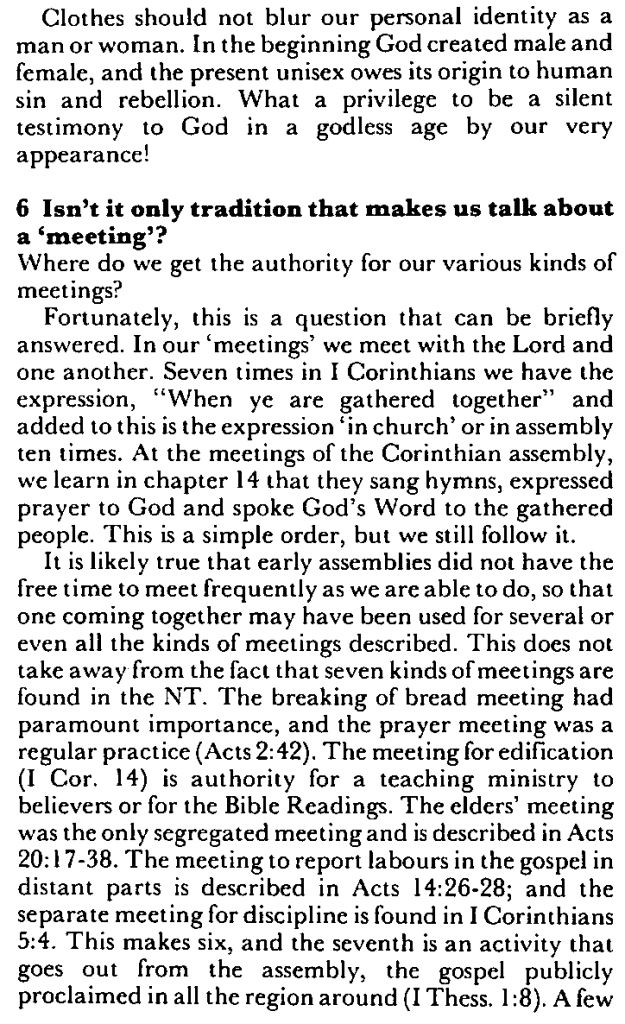 Clothes should not blur our personal identity as a
man or woman. In the beginning God created male and
female, and the present unisex owes its origin to human
sin and rebellion. What a privilege to be a silent
testimony to God in a godless age by our very
appearance!
6 Isn't it only tradition that makes us talk about
a 'meeting'?
Where do we get the authority for our various kinds of
meetings?
Fortunately, this is a question that can be briefly
answered. In our 'meetings' we meet with the Lord and
one another. Seven times in I Corinthians we have the
expression, "When ye are gathered together" and
added to this is the expression 'in church' or in assembly
ten times. At the meetings of the Corinthian assembly,
we learn in chapter 14 that they sang hymns, expressed
prayer to God and spoke God's Word to the gathered
people. This is a simple order, but we still follow it.
It is likely true that early assemblies did not have the
free time to meet frequently as we are able to do, so that
one coming together may have been used for several or
even all the kinds of meetings described. This does not
take away from the fact that seven kinds of meetings are
found in the NT. The breaking of bread meeting had
paramount importance, and the prayer meeting was a
regular practice (Acts 2:42). The meeting for edification
(I Cor. 14) is authority for a teaching ministry to
believers or for the Bible Readings. The elders' meeting
was the only segregated meeting and is described in Acts
20:17-38. The meeting to report labours in the gospel in
distant parts is described in Acts 14:26-28; and the
separate meeting for discipline is found in I Corinthians
5:4. This makes six, and the seventh is an activity that
goes out from the assembly, the gospel publicly
proclaimed in all the region around (I Thess. 1:8). A few